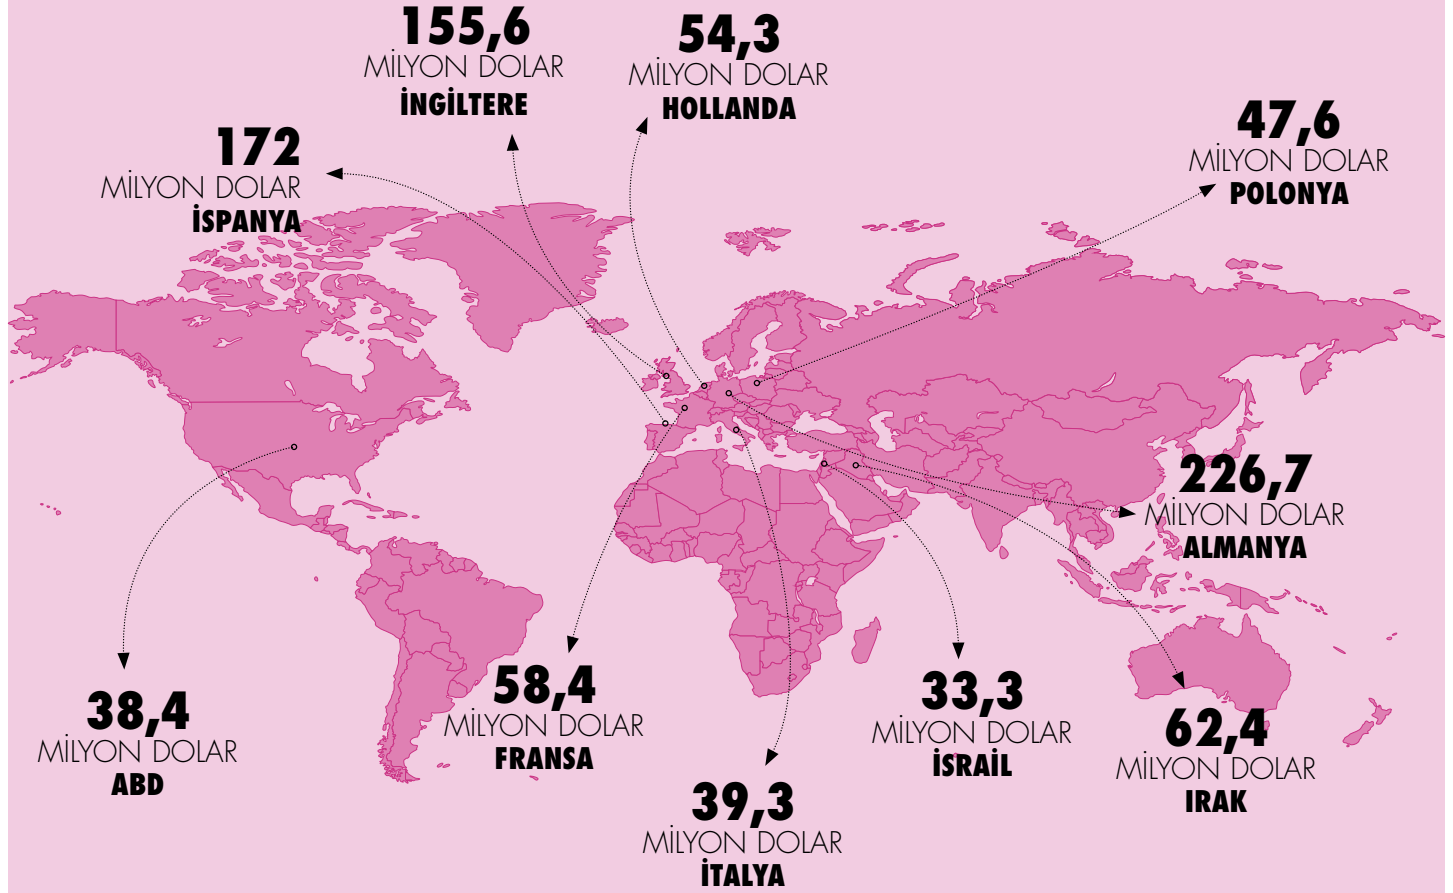 155,6
MİLYON DOLAR
İNGİLTERE
54,3
MİLYON DOLAR
HOLLANDA
47,6
MİLYON DOLAR
POLONYA
172
MİLYON DOLAR
İSPANYA
226,7
MİLYON DOLAR
ALMANYA
38,4
MİLYON DOLAR
ABD
58,4
MİLYON DOLAR
FRANSA
39,3
MİLYON DOLAR
İTALYA
33,3
MİLYON DOLAR
İSRAİL
62,4
MİLYON DOLAR
IRAK